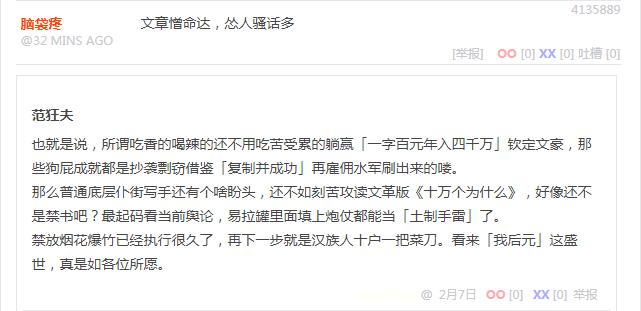 4135889
脑袋疼 文章憎命达，怂人骚话多
@32 MINS AGO
[举报] OO [0] XX [0] 吐槽 [0]
范狂夫
也就是说，所谓吃香的喝辣的还不用吃苦受累的躺赢「一字百元年入四千万」钦定文豪，那
些狗屁成就都是抄袭剽窃借鉴「复制并成功」再雇佣水军刷出来的喽。
那么普通底层仆街写手还有个啥盼头，还不如刻苦攻读文革版《十万个为什么》，好像还不
是禁书吧？最起码看当前舆论，易拉罐里面填上炮仗都能当「土制手雷」了。
禁放烟花爆竹已经执行很久了，再下一步就是汉族人十户一把菜刀。看来「我后元」这盛
世，真是如各位所愿。
@ 2月7日 OO [0] XX [0] 举报